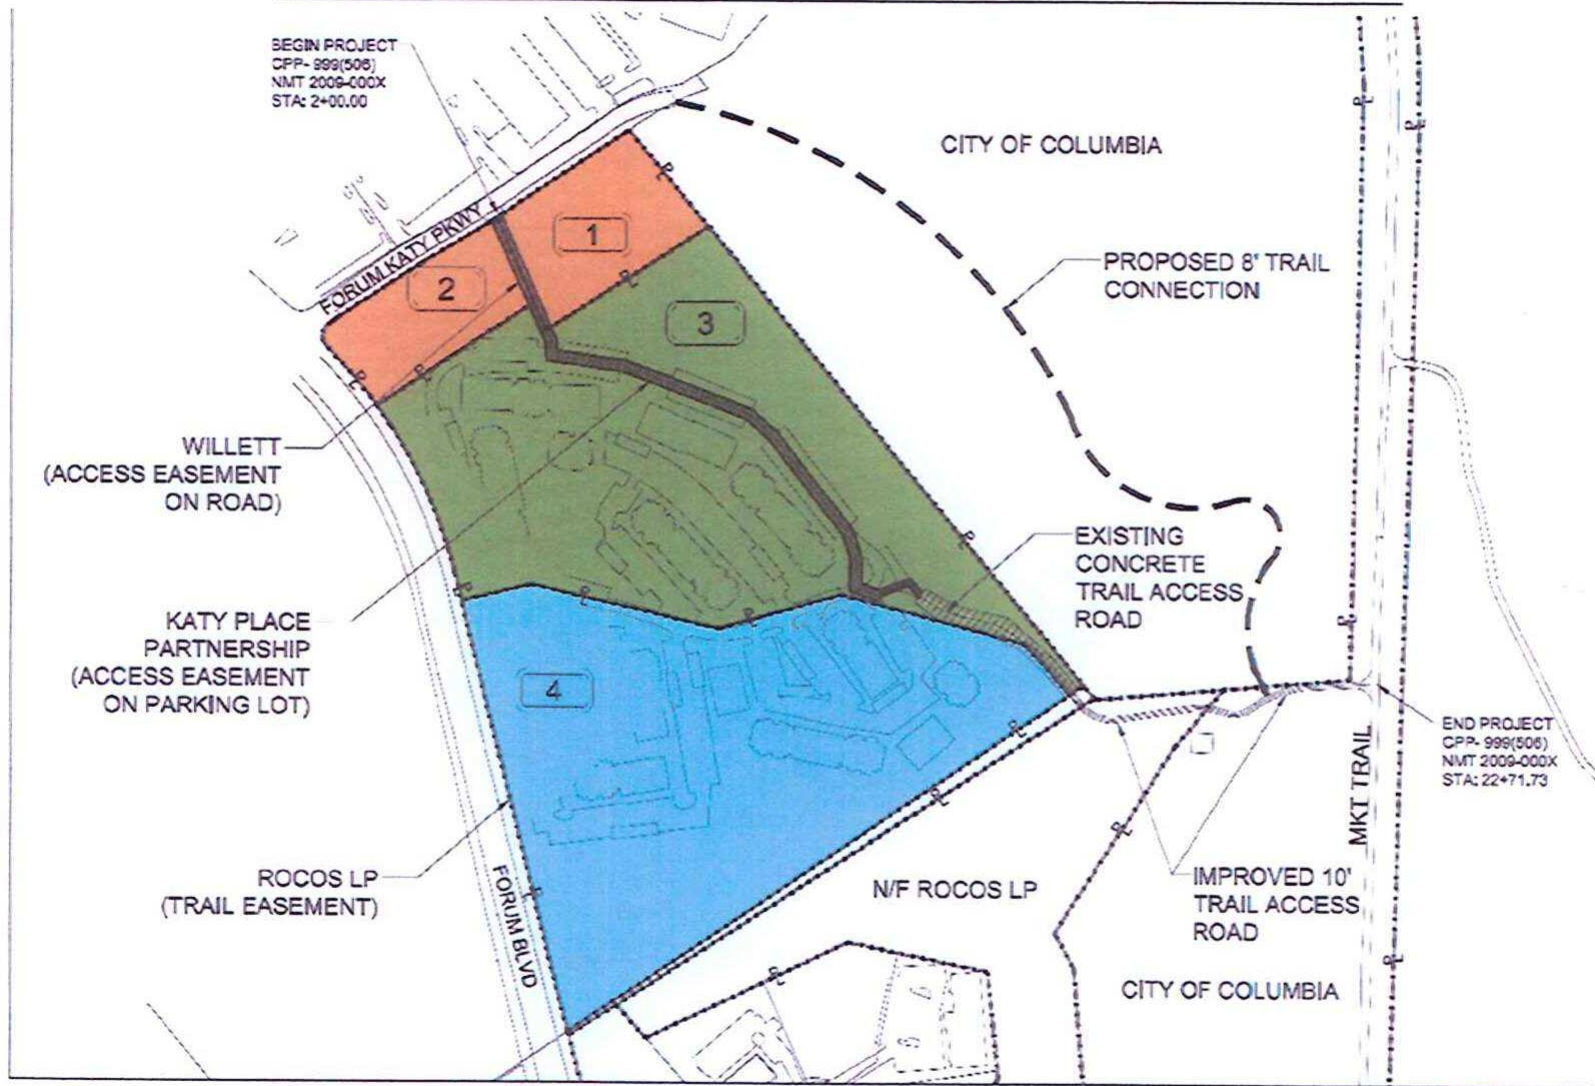 BEGIN PROJECT
CPP- 999(506)
NMT 2009-000X
STA: 2+00.00
CITY OF COLUMBIA
FORUM KATY PKWY
1
2
3
PROPOSED 8' TRAIL
CONNECTION
WILLETT
(ACCESS EASEMENT
ON ROAD)
EXISTING
CONCRETE
TRAIL ACCESS
ROAD
KATY PLACE
PARTNERSHIP
(ACCESS EASEMENT
ON PARKING LOT)
4
END PROJECT
CPP- 999(506)
NMT 2009-000X
STA: 22+71.73
MKT TRAIL
ROCOS LP
(TRAIL EASEMENT)
FORUM BLVD
N/F ROCOS LP
IMPROVED 10'
TRAIL ACCESS
ROAD
CITY OF COLUMBIA